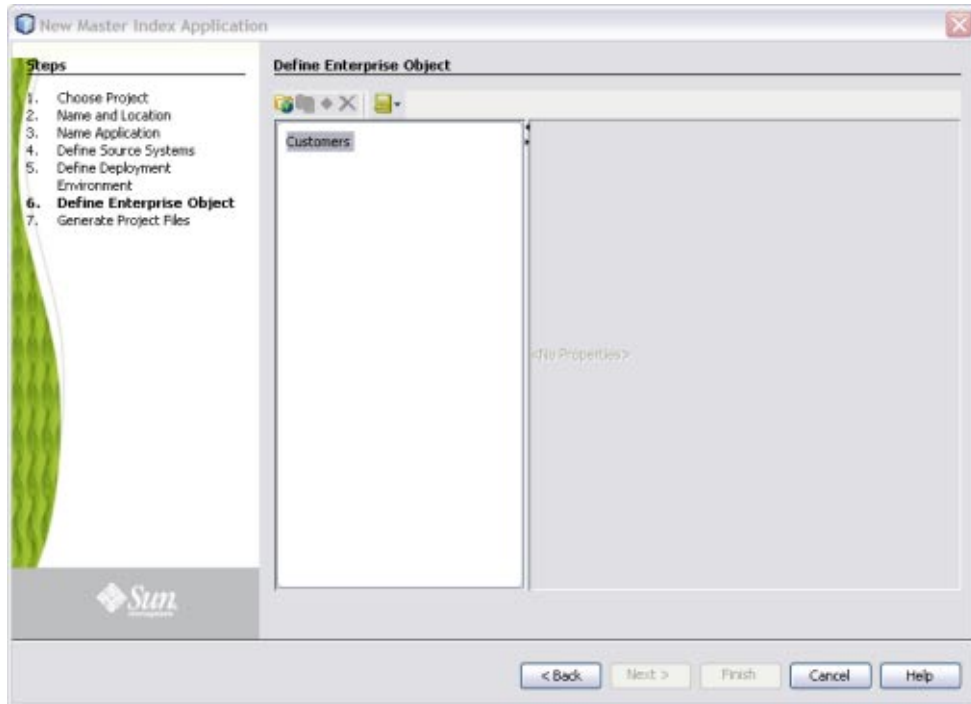 New Master Index Application
Steps
1. Choose Project
2. Name and Location
3. Name Application
4. Define Source Systems
5. Define Deployment
Environment
6. Define Enterprise Object
7. Generate Project Files
Define Enterprise Object
Customers
<No Properties>
Sun
< Back
Next >
Finish
Cancel
Help